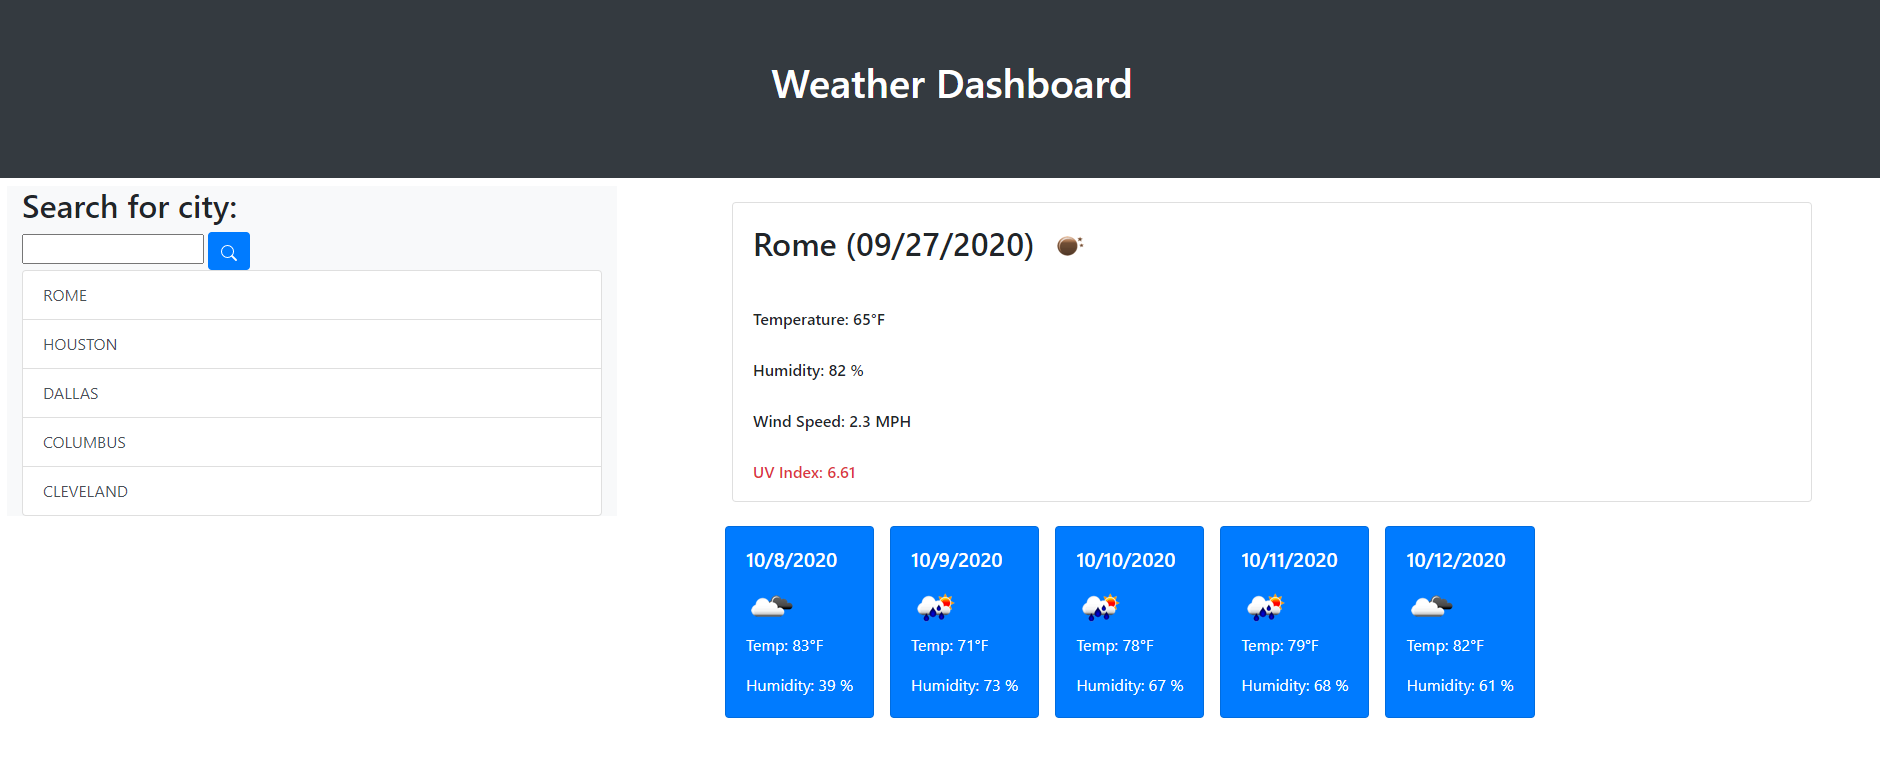 Weather Dashboard
Search for city:
ROME
HOUSTON
DALLAS
COLUMBUS
CLEVELAND
Rome (09/27/2020)
Temperature: 65°F
Humidity: 82 %
Wind Speed: 2.3 MPH
UV Index: 6.61
10/8/2020
Temp: 83°F
Humidity: 39 %
10/9/2020
Temp: 71°F
Humidity: 73 %
10/10/2020
Temp: 78°F
Humidity: 67 %
10/11/2020
Temp: 79°F
Humidity: 68 %
10/12/2020
Temp: 82°F
Humidity: 61 %